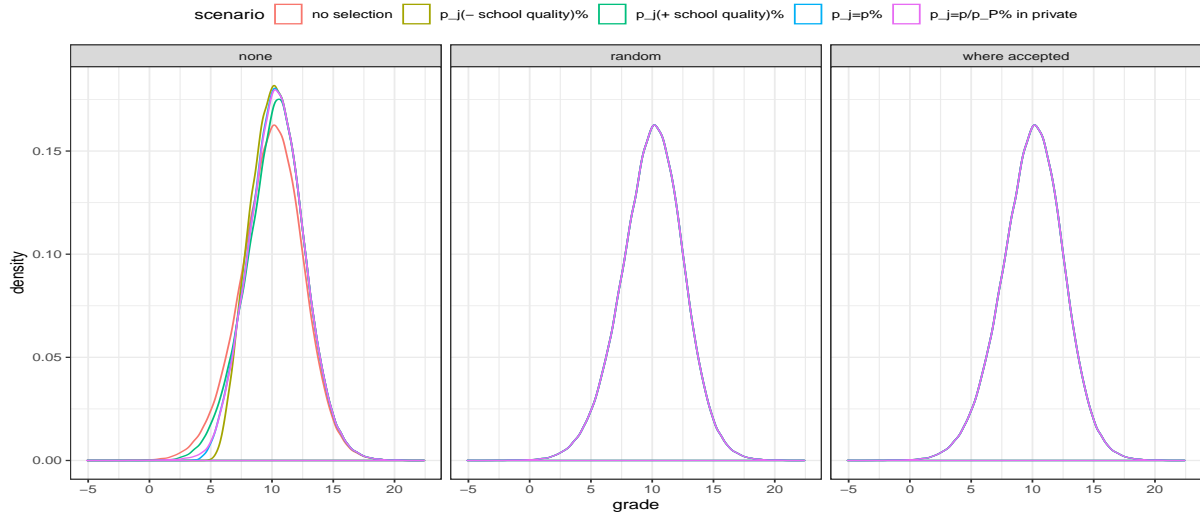 scenario no selection p_j(− school quality)% p_j(+ school quality)% p_j=p% p_j=p/p_P% in private
none random where accepted
0.15
0.10
0.05
0.00
density
−5 0 5 10 15 20 −5 0 5 10 15 20 −5 0 5 10 15 20
grade